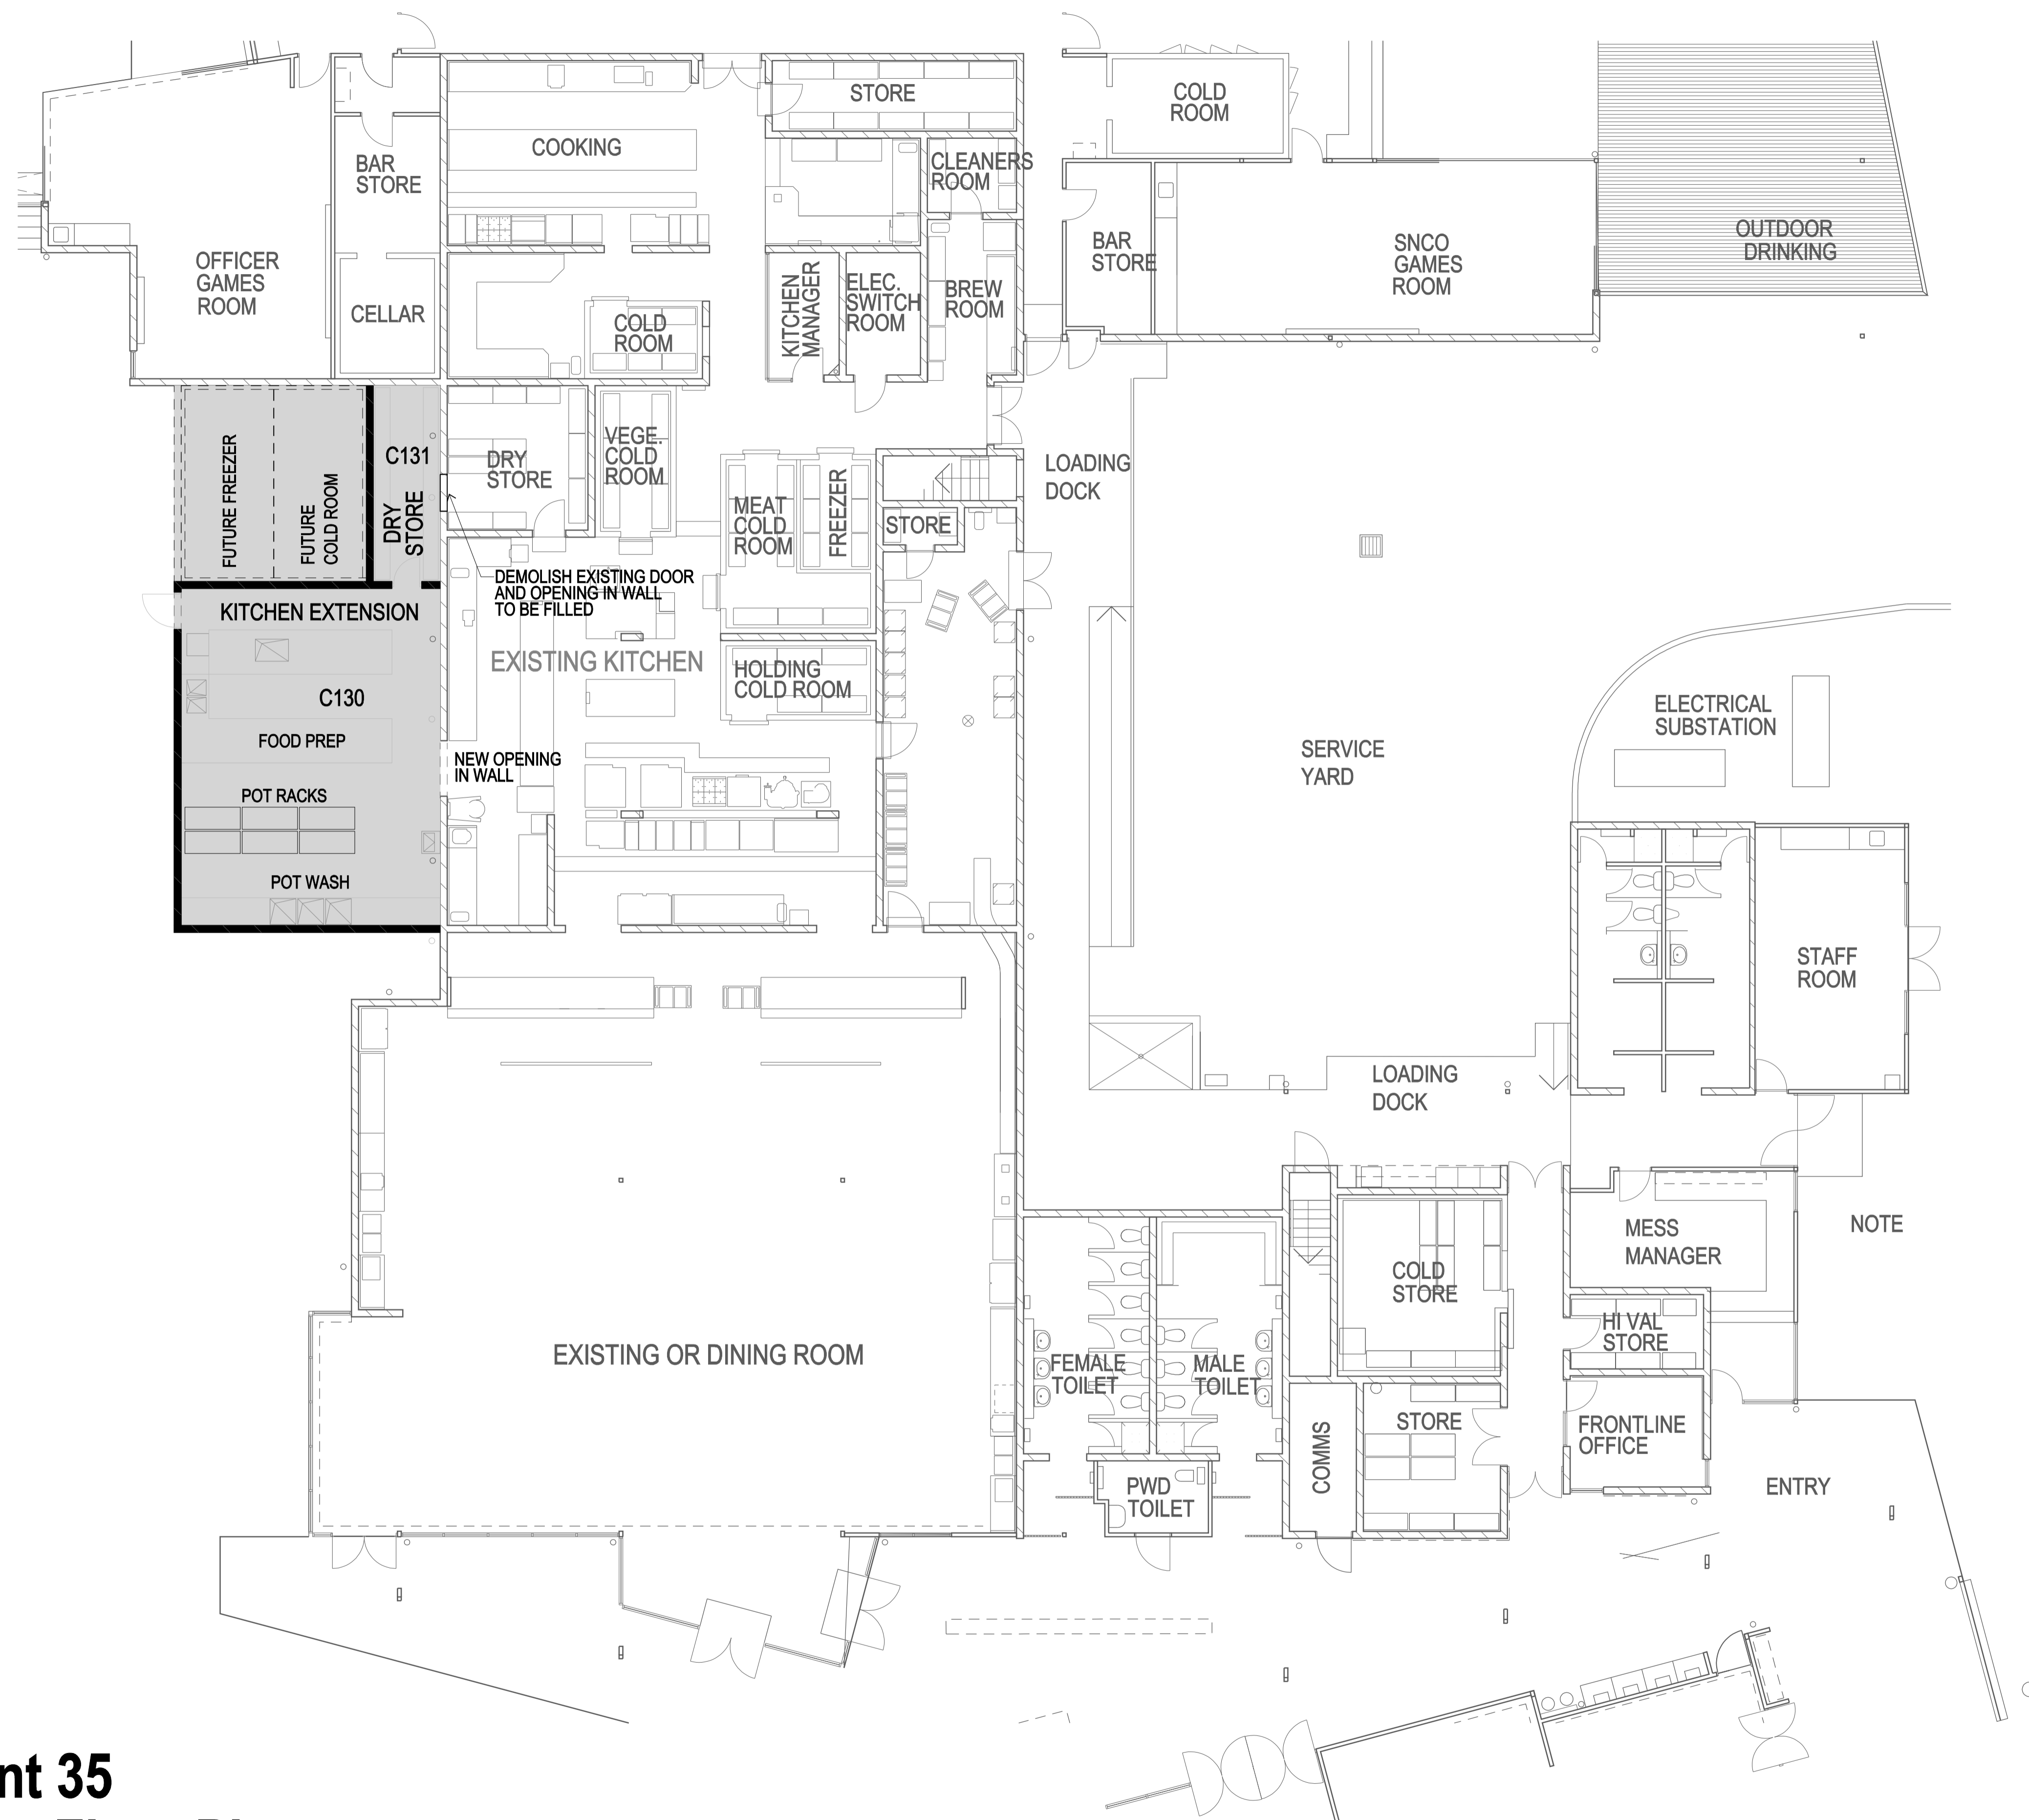 STORE
COLD
ROOM
COOKING
BAR
STORE
CLEANERS
ROOM
OFFICER
GAMES
ROOM
CELLAR
COLD
ROOM
KITCHEN
MANAGER
ELEC.
SWITCH
ROOM
BREW
ROOM
BAR
STORE
SNCO
GAMES
ROOM
OUTDOOR
DRINKING
FUTURE FREEZER
FUTURE
COLD ROOM
C131
DRY
STORE
DRY
STORE
VEGE.
COLD
ROOM
MEAT
COLD
ROOM
FREEZER
STORE
LOADING
DOCK
DEMOLISH EXISTING DOOR
AND OPENING IN WALL
TO BE FILLED
KITCHEN EXTENSION
EXISTING KITCHEN
HOLDING
COLD ROOM
C130
FOOD PREP
NEW OPENING
IN WALL
POT RACKS
POT WASH
SERVICE
YARD
ELECTRICAL
SUBSTATION
STAFF
ROOM
LOADING
DOCK
MESS
MANAGER
NOTE
COLD
STORE
HI VAL
STORE
EXISTING OR DINING ROOM
FEMALE
TOILET
MALE
TOILET
STORE
COMMS
FRONTLINE
OFFICE
PWD
TOILET
ENTRY
nt 35